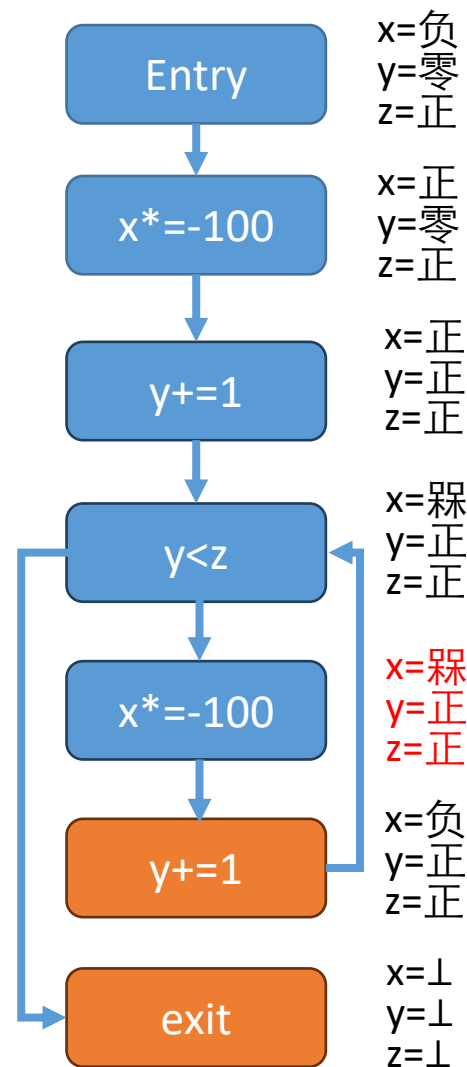 Entry
x=负
y=零
z=正
x*=-100
x=正
y=零
z=正
y+=1
x=正
y=正
z=正
y<z
x=槑
y=正
z=正
x*=-100
x=槑
y=正
z=正
y+=1
x=负
y=正
z=正
exit
x=⊥
y=⊥
z=⊥